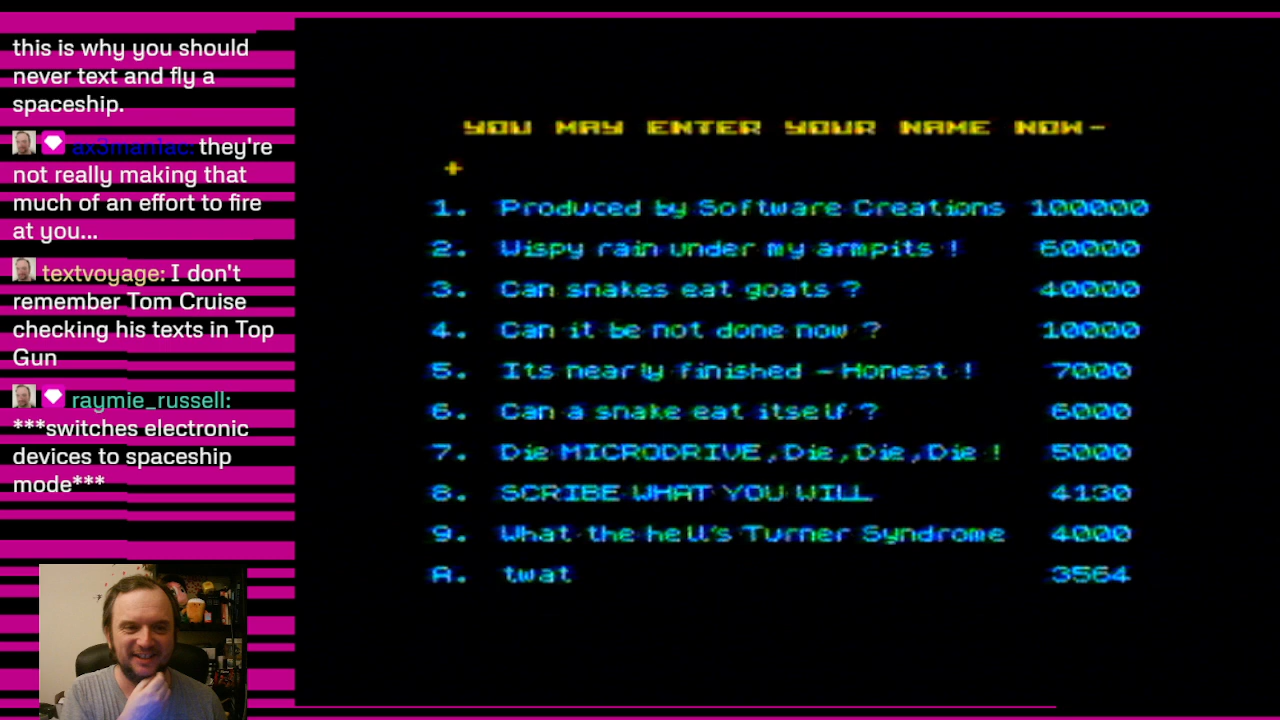 this is why you should
never text and fly a
spaceship.
ax3man1ac: they're
not really making that
much of an effort to fire
at you...
textvoyage: I don't
remember Tom Cruise
checking his texts in Top
Gun
raymie_russell:
***switches electronic
devices to spaceship
mode***
YOU MAY ENTER YOUR NAME NOW-
+
1. Produced by Software Creations 100000
2. Wispy rain under my armpits ! 60000
3. Can snakes eat goats ? 40000
4. Can it be not done now ? 10000
5. Its nearly finished - Honest ! 7000
6. Can a snake eat itself ? 6000
7. Die MICRODRIVE,Die,Die,Die ! 5000
8. SCRIBE WHAT YOU WILL 4130
9. What the hell's Turner Syndrome 4000
A. twat 3564